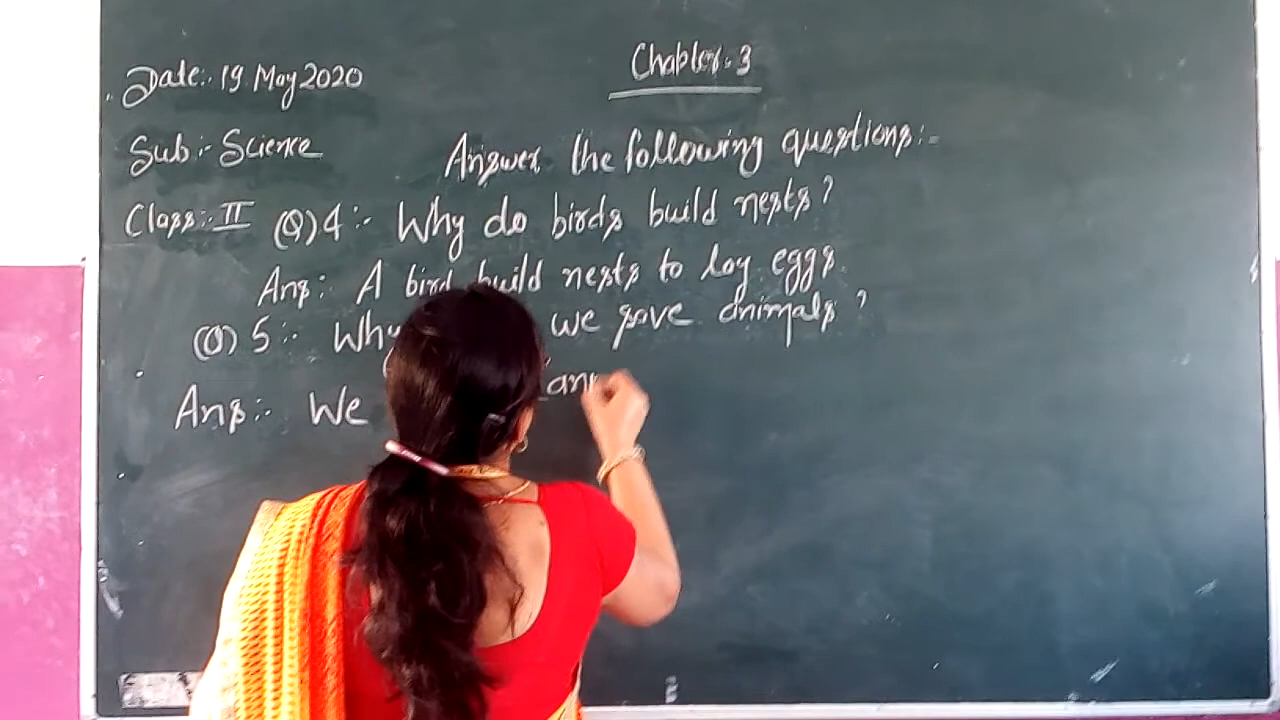 Date:- 19 May 2020
Chapter-3
Sub:- Science
Answer the following questions:-
Class:- II
(Q) 4:- Why do birds build nests?
Ans:- A bird build nests to lay eggs.
(Q) 5:- Why we save animals?
Ans:- We